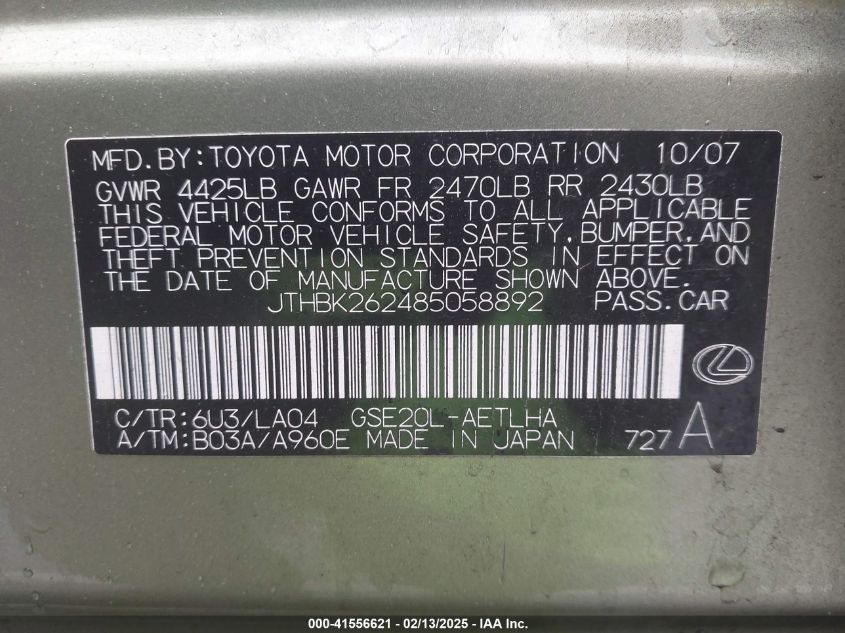 MFD.BY:TOYOTA MOTOR CORPORATION 10/07
GVWR 4425LB GAWR FR 2470LB RR 2430LB
THIS VEHICLE CONFORMS TO ALL APPLICABLE
FEDERAL MOTOR VEHICLE SAFETY,BUMPER,AND
THEFT PREVENTION STANDARDS IN EFFECT ON
THE DATE OF MANUFACTURE SHOWN ABOVE.
JTHBK262485058892 PASS.CAR
C/TR:6U3/LA04 GSE20L-AETLHA
A/TM:B03A/A960E MADE IN JAPAN 727A
000-41556621 - 02/13/2025 - IAA Inc.